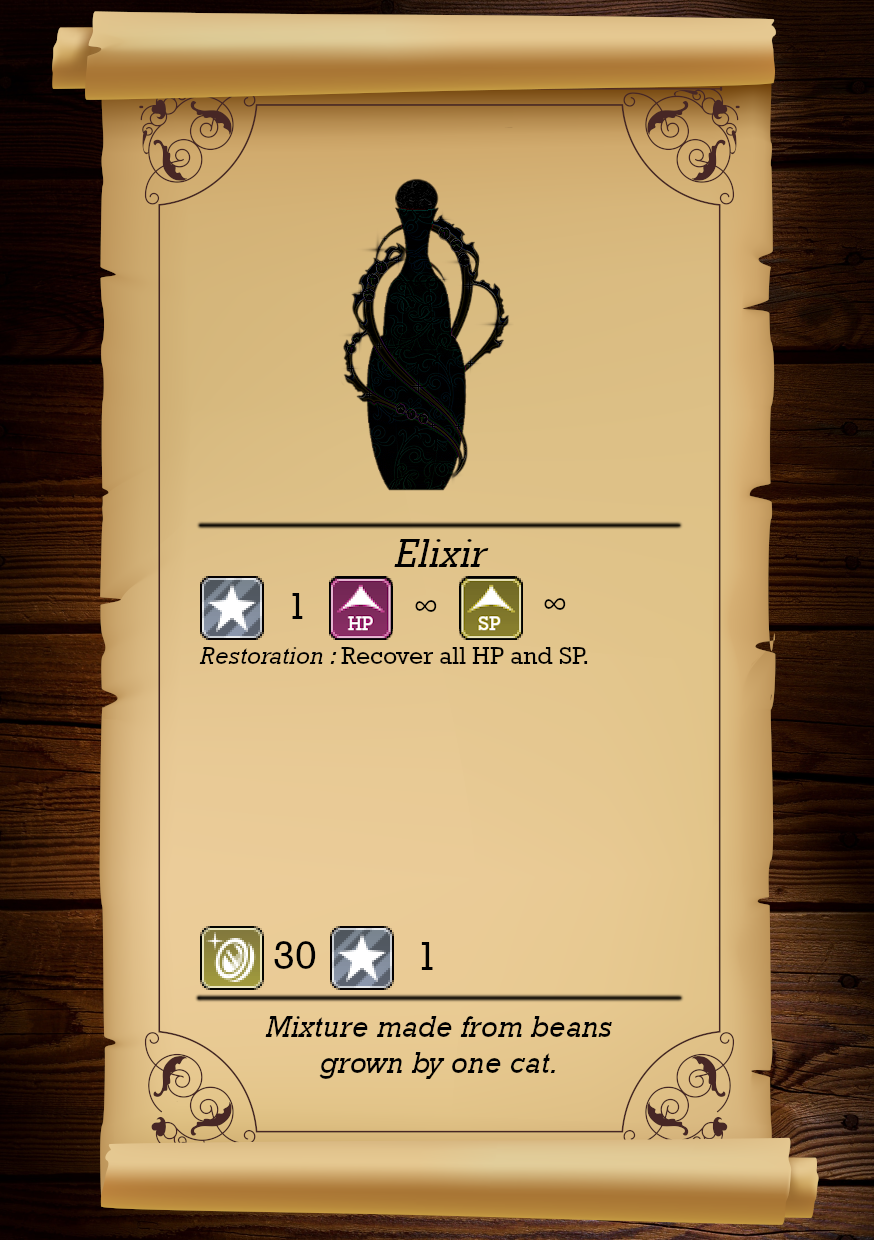 Elixir
1 HP ∞ SP ∞
Restoration : Recover all HP and SP.
30 1
Mixture made from beans
grown by one cat.